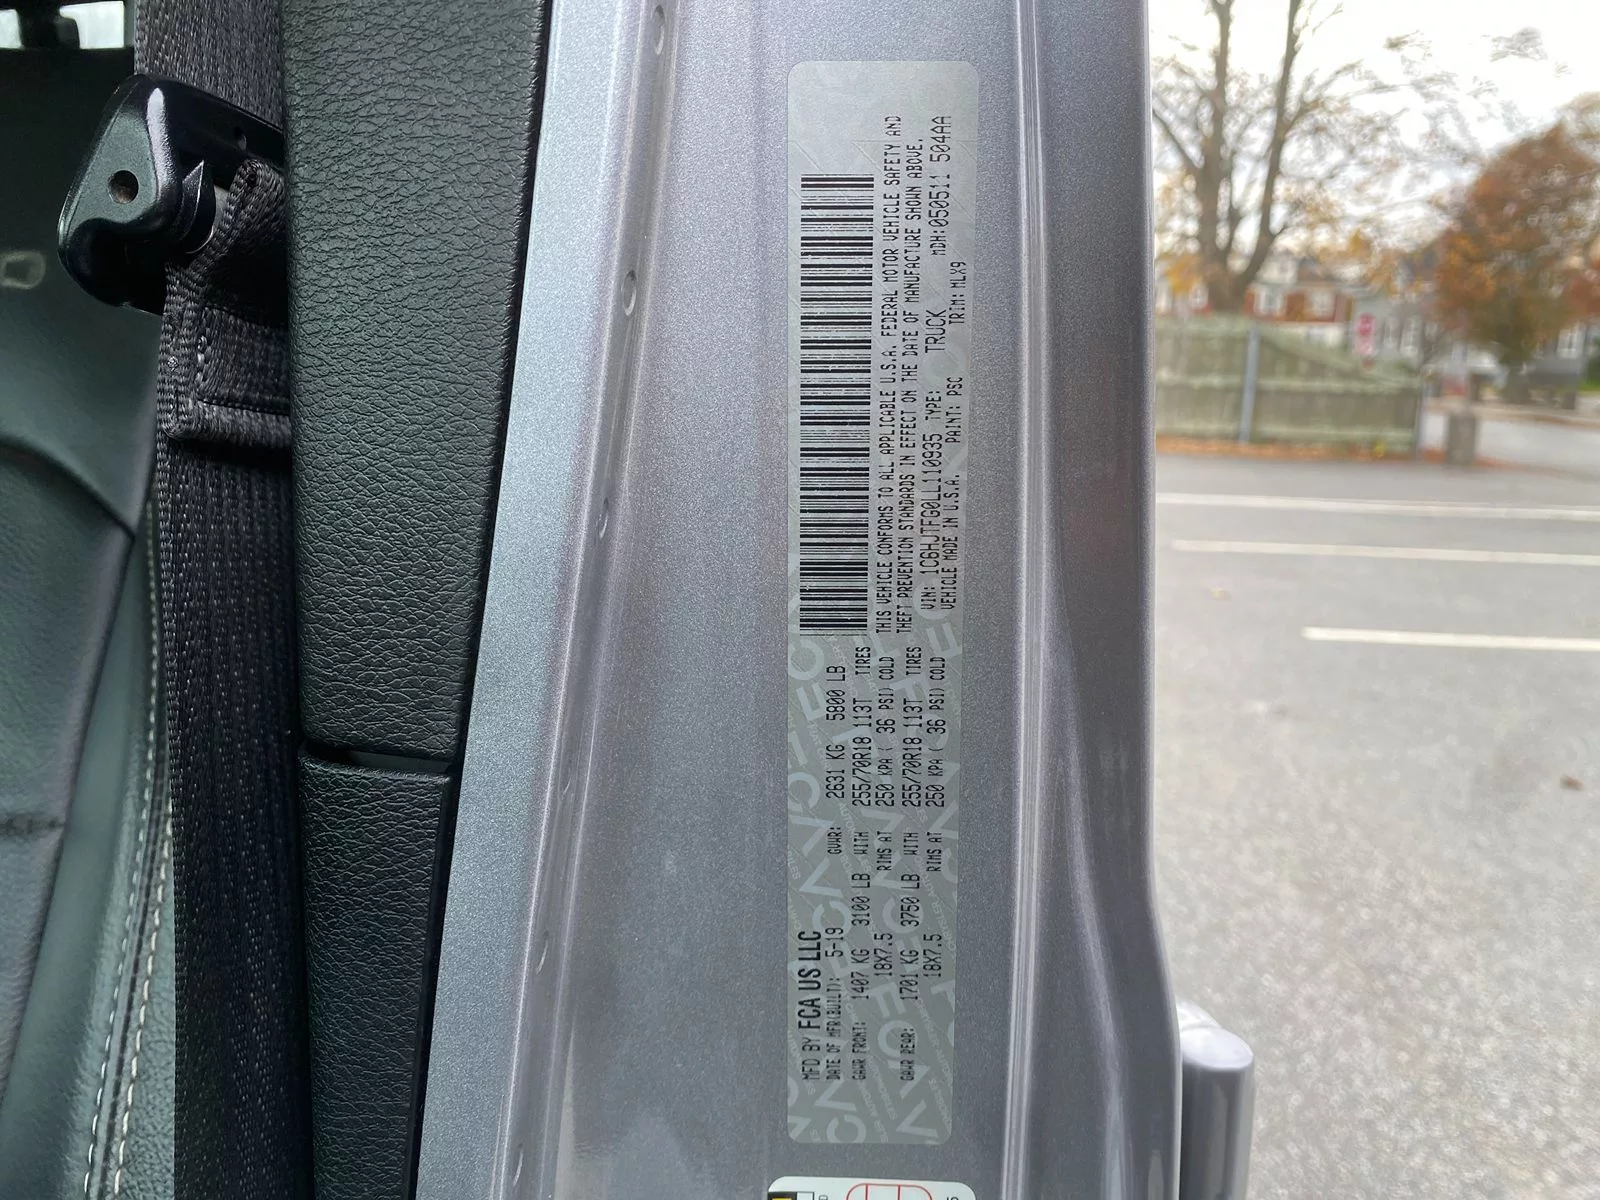 MFD BY FCA US LLC
DATE OF MFR(BUILT): 5-19 GVWR: 2631 KG 5800 LB
GAWR FRONT: 1407 KG 3100 LB WITH 255/70R18 113T TIRES
18X7.5 RIMS AT 250 KPA ( 36 PSI) COLD
GAWR REAR: 1701 KG 3750 LB WITH 255/70R18 113T TIRES
18X7.5 RIMS AT 250 KPA ( 36 PSI) COLD
THIS VEHICLE CONFORMS TO ALL APPLICABLE U.S.A. FEDERAL MOTOR VEHICLE SAFETY AND
THEFT PREVENTION STANDARDS IN EFFECT ON THE DATE OF MANUFACTURE SHOWN ABOVE.
VIN: 1C6HJTFG0LL110935 TYPE: TRUCK MDH:050511 504AA
VEHICLE MADE IN U.S.A. PAINT: PSC TRIM: MLX9